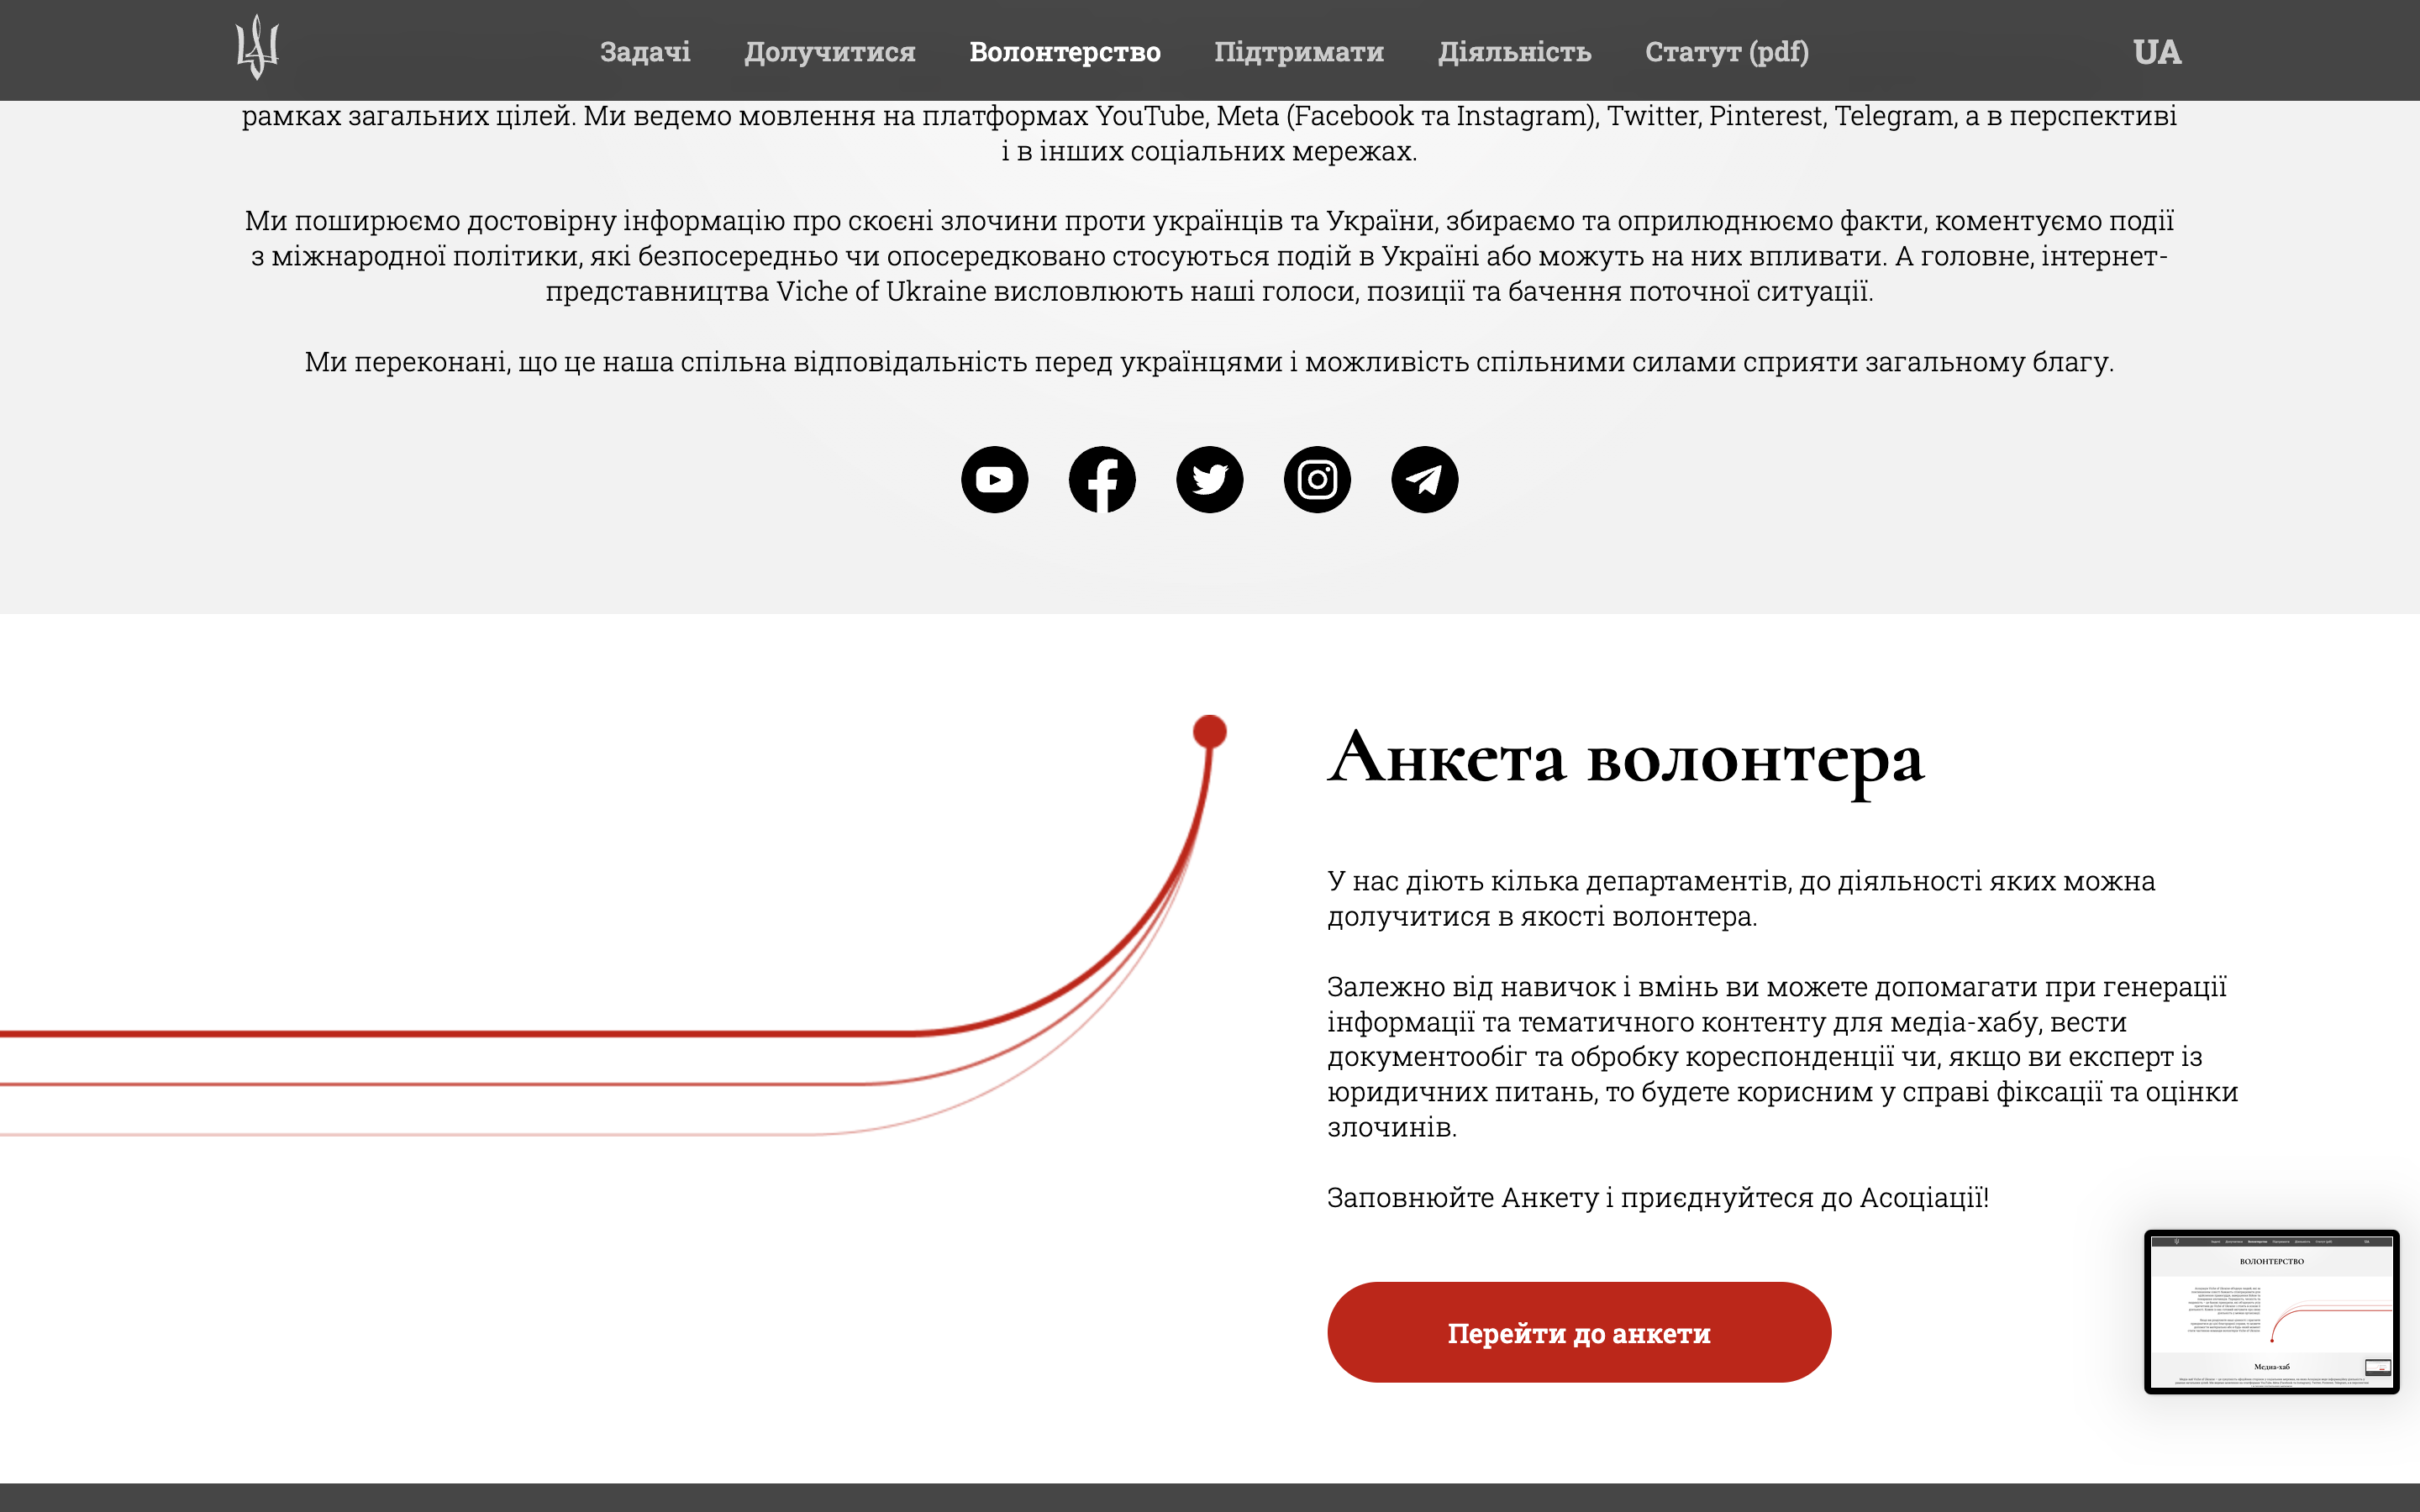 Задачі Долучитися Волонтерство Підтримати Діяльність Статут (pdf) UA
рамках загальних цілей. Ми ведемо мовлення на платформах YouTube, Meta (Facebook та Instagram), Twitter, Pinterest, Telegram, а в перспективі
і в інших соціальних мережах.
Ми поширюємо достовірну інформацію про скоєні злочини проти українців та України, збираємо та оприлюднюємо факти, коментуємо події
з міжнародної політики, які безпосередньо чи опосередковано стосуються подій в Україні або можуть на них впливати. А головне, інтернет-
представництва Viche of Ukraine висловлюють наші голоси, позиції та бачення поточної ситуації.
Ми переконані, що це наша спільна відповідальність перед українцями і можливість спільними силами сприяти загальному благу.
Анкета волонтера
У нас діють кілька департаментів, до діяльності яких можна
долучитися в якості волонтера.
Залежно від навичок і вмінь ви можете допомагати при генерації
інформації та тематичного контенту для медіа-хабу, вести
документообіг та обробку кореспонденції чи, якщо ви експерт із
юридичних питань, то будете корисним у справі фіксації та оцінки
злочинів.
Заповнюйте Анкету і приєднуйтеся до Асоціації!
Перейти до анкети
ВОЛОНТЕРСТВО